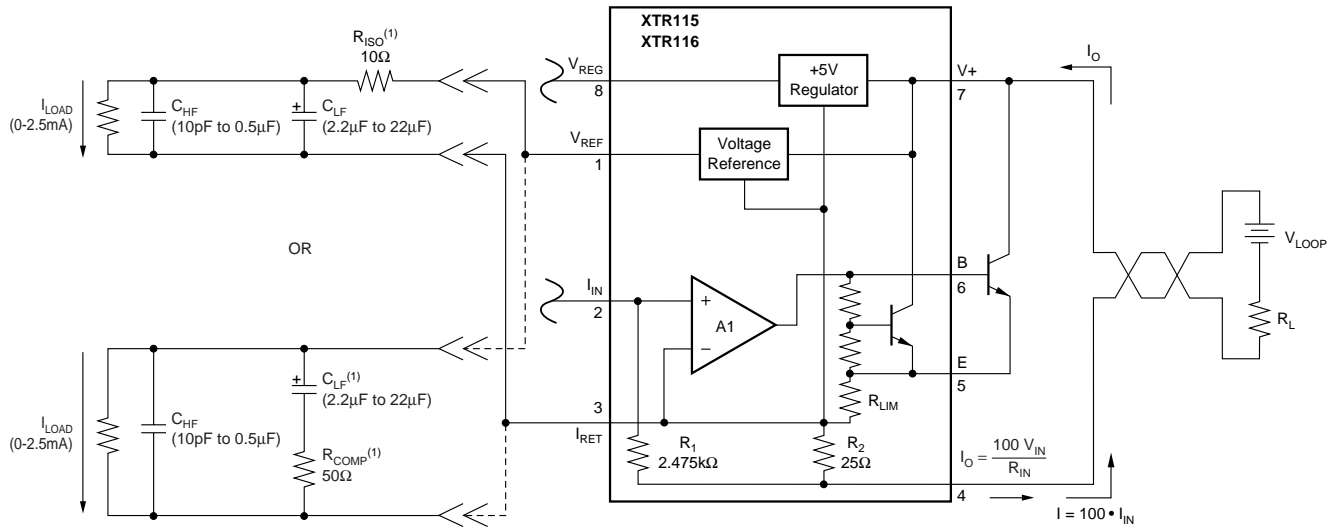 XTR115
XTR116
R_ISO^(1)
10Ω
I_LOAD
(0-2.5mA)
C_HF
(10pF to 0.5μF)
+
C_LF
(2.2μF to 22μF)
V_REG
8
+5V
Regulator
V+
7
I_O
V_REF
1
Voltage
Reference
OR
I_IN
2
+
A1
−
B
6
E
5
R_LIM
V_LOOP
R_L
I_LOAD
(0-2.5mA)
C_HF
(10pF to 0.5μF)
+
C_LF^(1)
(2.2μF to 22μF)
R_COMP^(1)
50Ω
3
I_RET
R_1
2.475kΩ
R_2
25Ω
I_O = 100 V_IN / R_IN
4
I = 100 • I_IN